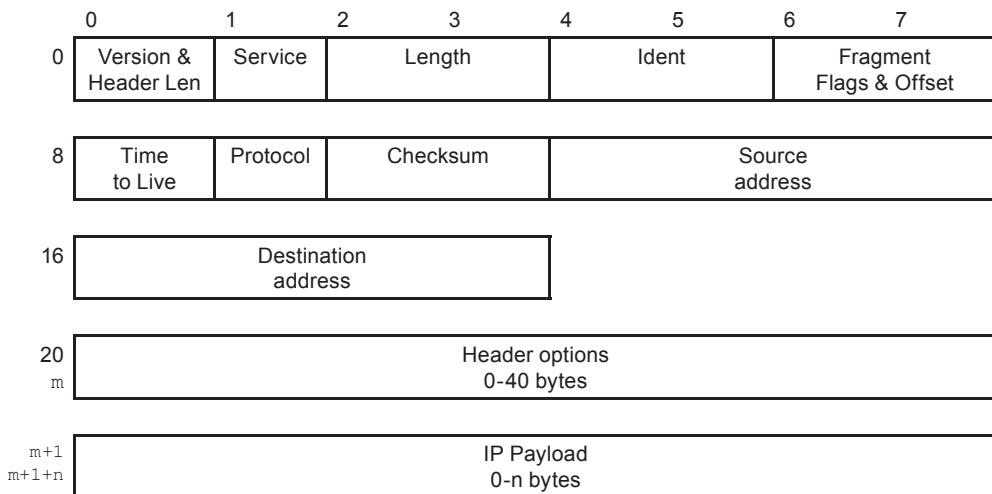 0 1 2 3 4 5 6 7
0 Version & Service Length Ident Fragment
Header Len Flags & Offset
8 Time Protocol Checksum Source
to Live address
16 Destination
address
20 Header options
m 0-40 bytes
m+1 IP Payload
m+1+n 0-n bytes